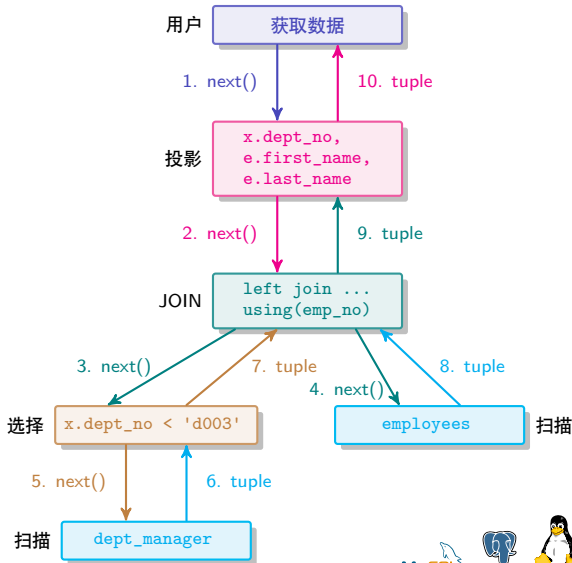 用户
获取数据
1. next()
10. tuple
投影
x.dept_no,
e.first_name,
e.last_name
2. next()
9. tuple
JOIN
left join ...
using(emp_no)
3. next()
7. tuple
4. next()
8. tuple
选择
x.dept_no < 'd003'
employees
扫描
5. next()
6. tuple
扫描
dept_manager